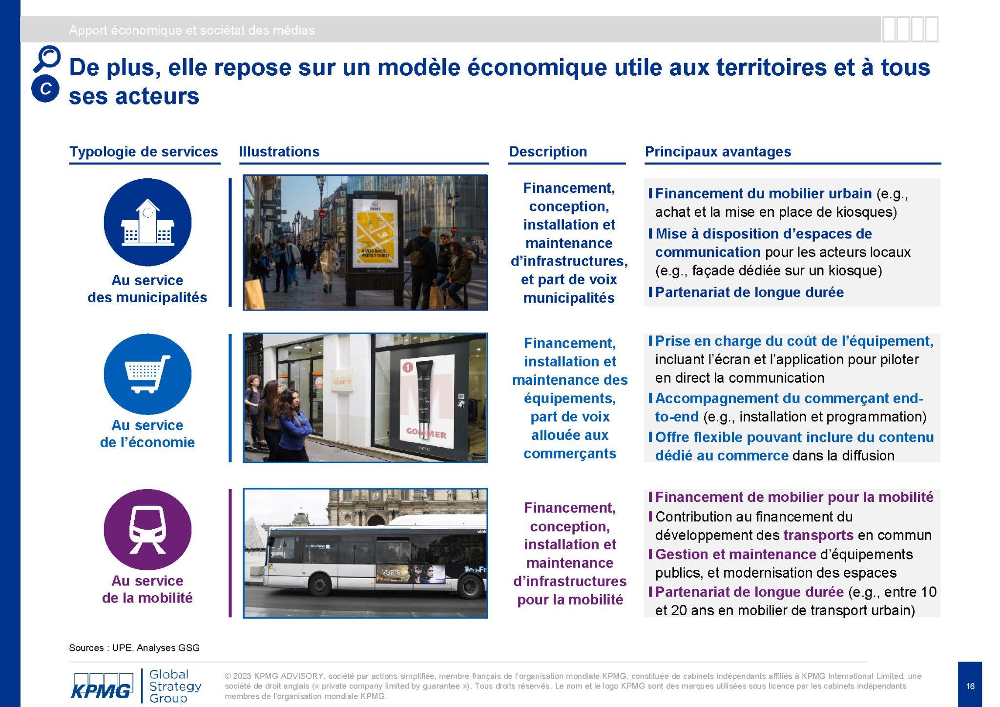 Apport économique et sociétal des médias
De plus, elle repose sur un modèle économique utile aux territoires et à tous
C
ses acteurs
Typologie de services
Illustrations
Description
Principaux avantages
Au service
des municipalités
PARIS
À VOS BACS,
PRÊTS? TRIEZ!
Financement,
conception,
installation et
maintenance
d’infrastructures,
et part de voix
municipalités
Financement du mobilier urbain (e.g.,
achat et la mise en place de kiosques)
Mise à disposition d’espaces de
communication pour les acteurs locaux
(e.g., façade dédiée sur un kiosque)
Partenariat de longue durée
Au service
de l’économie
albane
1
M
albane
GOMMER
PHENIX
Financement,
installation et
maintenance des
équipements,
part de voix
allouée aux
commerçants
Prise en charge du coût de l’équipement,
incluant l’écran et l’application pour piloter
en direct la communication
Accompagnement du commerçant end-
to-end (e.g., installation et programmation)
Offre flexible pouvant inclure du contenu
dédié au commerce dans la diffusion
Au service
de la mobilité
véhic
îledeFrance
VORTEX
îledeFr
Financement,
conception,
installation et
maintenance
d’infrastructures
pour la mobilité
Financement de mobilier pour la mobilité
Contribution au financement du
développement des transports en commun
Gestion et maintenance d’équipements
publics, et modernisation des espaces
Partenariat de longue durée (e.g., entre 10
et 20 ans en mobilier de transport urbain)
Sources : UPE, Analyses GSG
KPMG
Global
Strategy
Group
© 2023 KPMG ADVISORY, société par actions simplifiée, membre français de l’organisation mondiale KPMG, constituée de cabinets indépendants affiliés à KPMG International Limited, une
société de droit anglais (« private company limited by guarantee »). Tous droits réservés. Le nom et le logo KPMG sont des marques utilisées sous licence par les cabinets indépendants
membres de l’organisation mondiale KPMG.
16